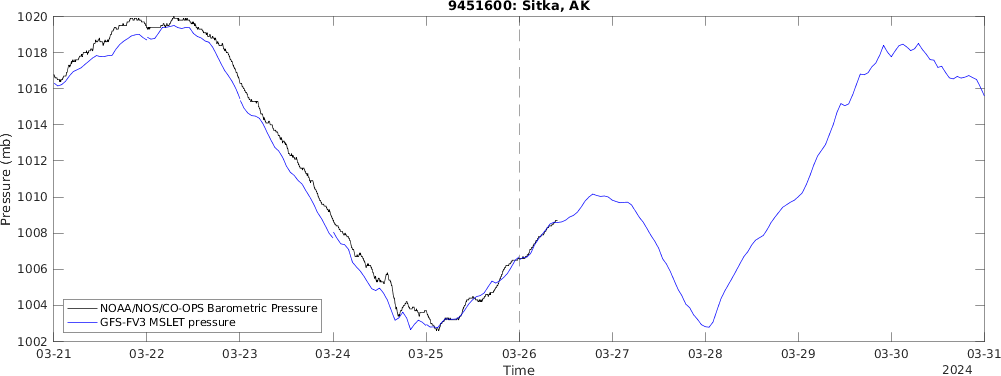 9451600: Sitka, AK
1020
1018
1016
1014
1012
1010
1008
1006
1004
1002
Pressure (mb)
NOAA/NOS/CO-OPS Barometric Pressure
GFS-FV3 MSLET pressure
03-21 03-22 03-23 03-24 03-25 03-26 03-27 03-28 03-29 03-30 03-31
Time
2024